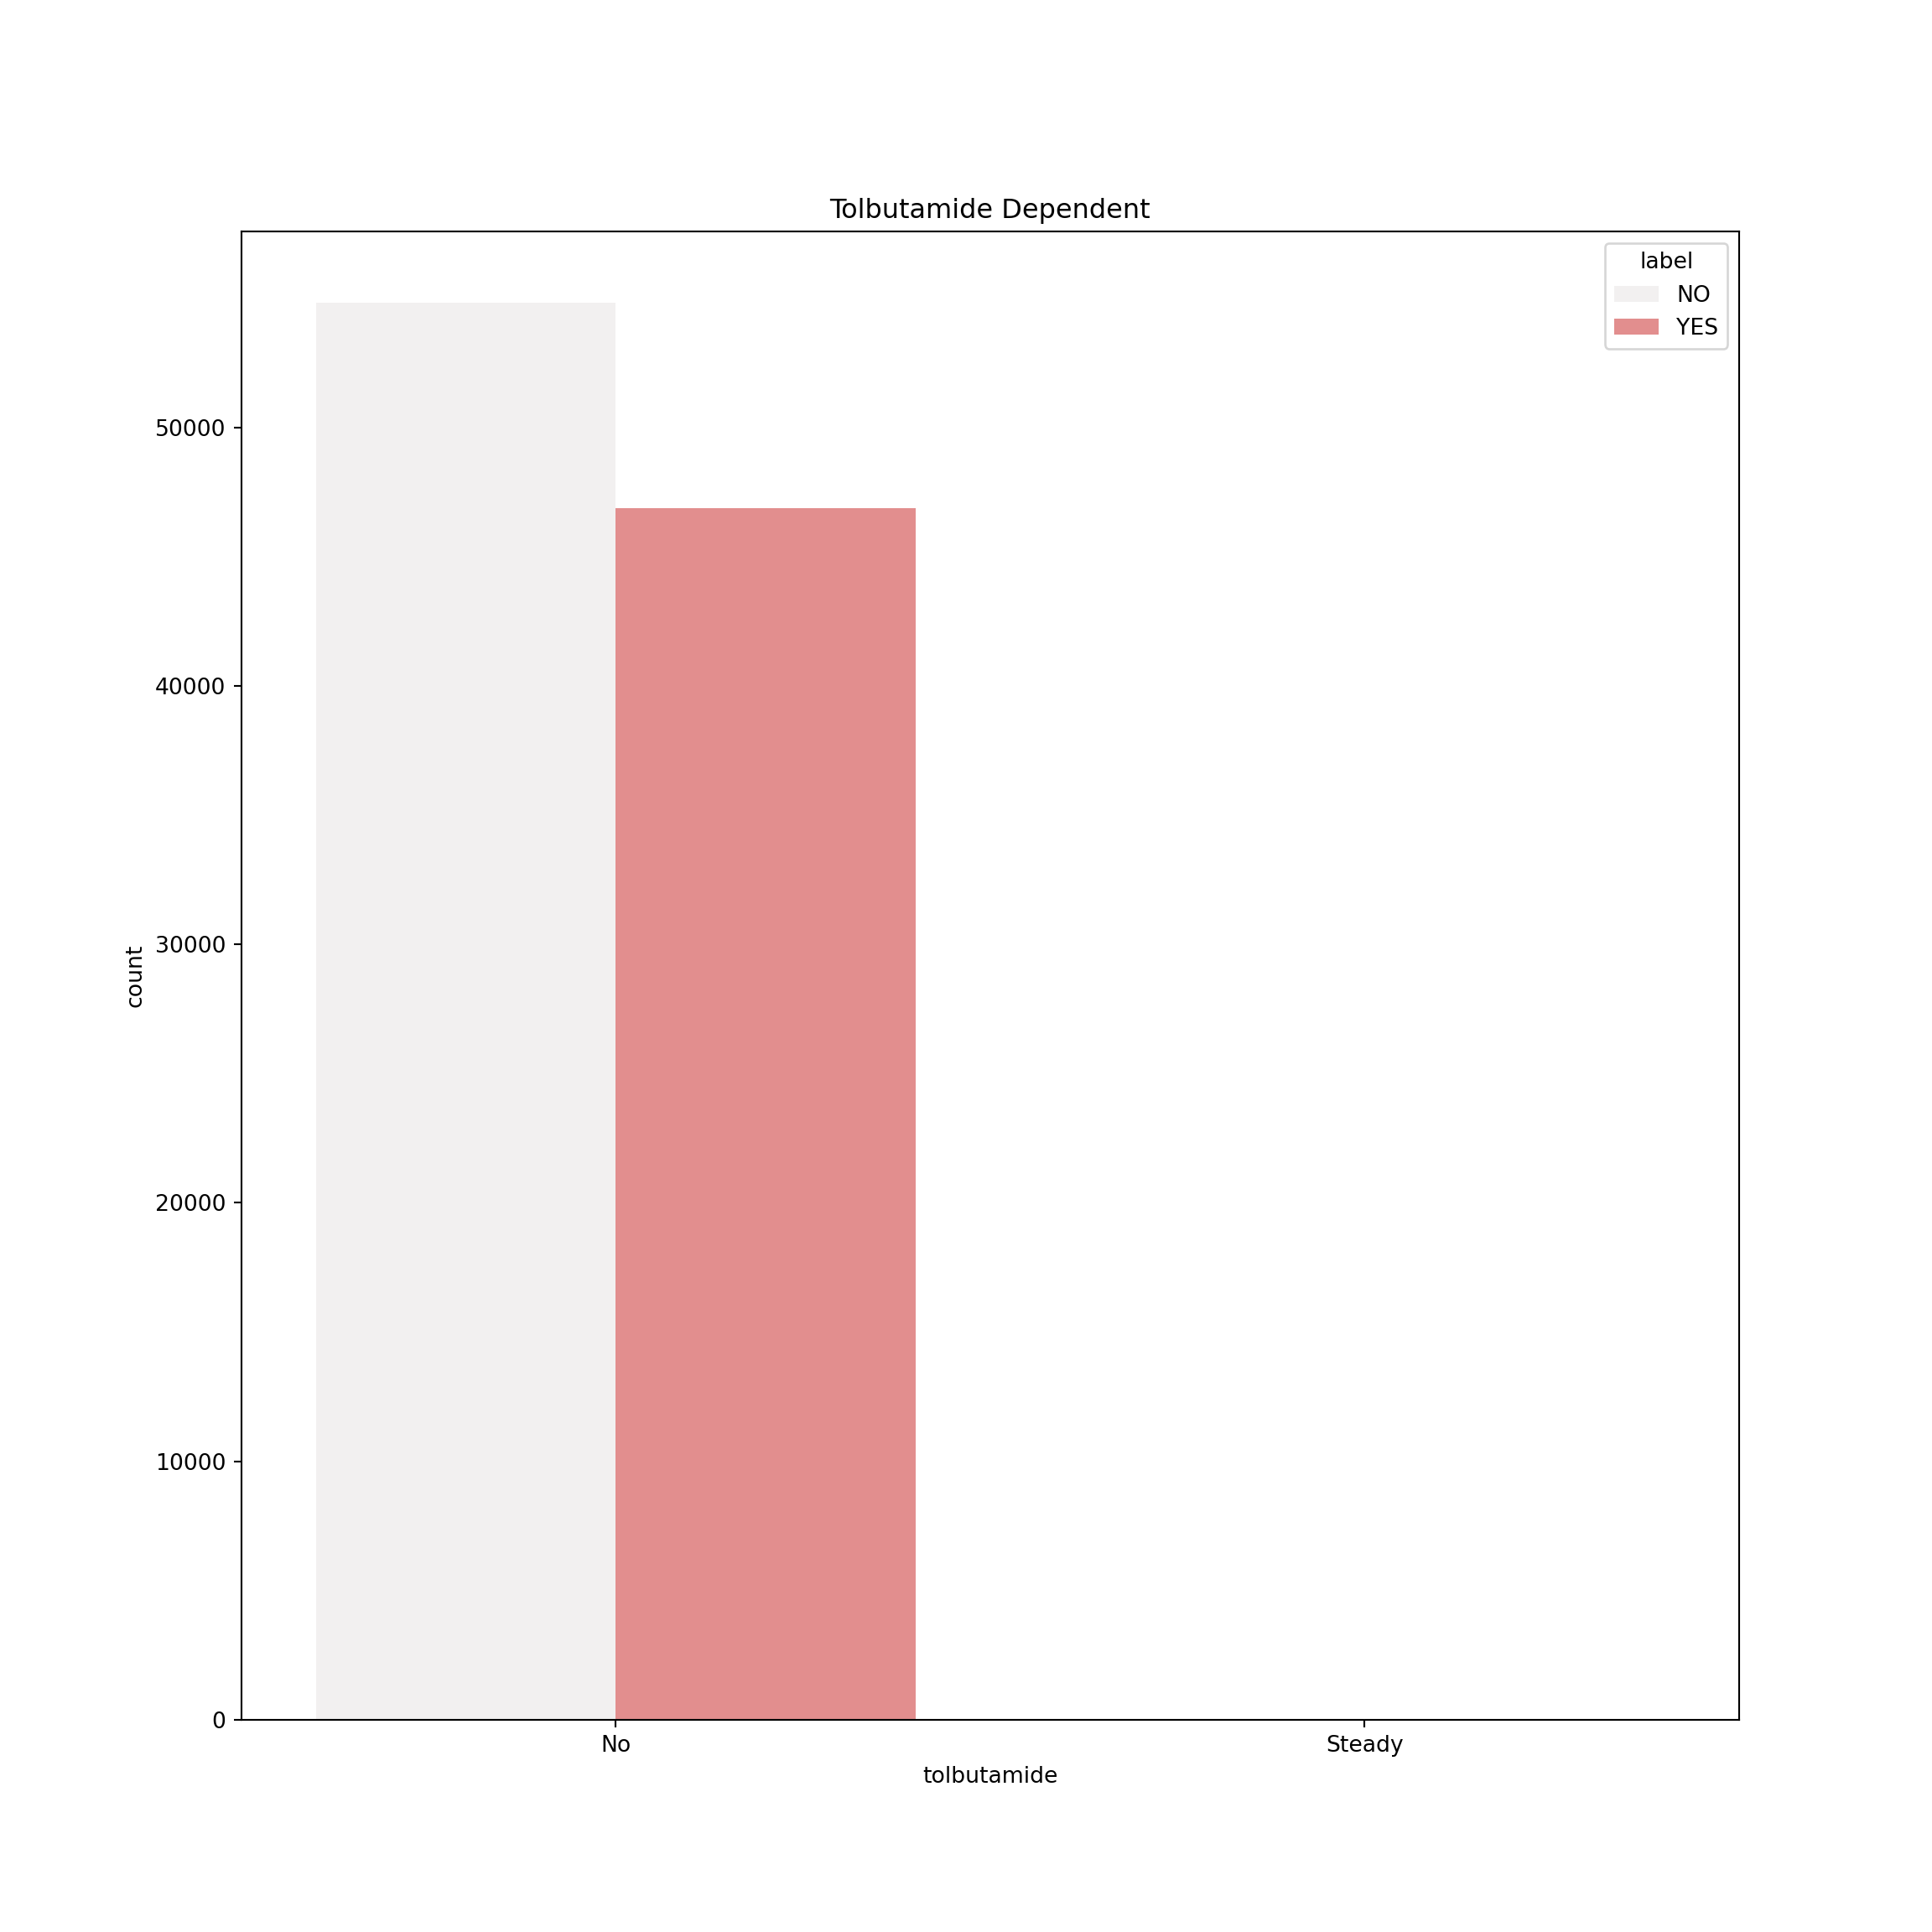 Tolbutamide Dependent
label
NO
YES
50000
40000
30000
20000
10000
0
count
No
Steady
tolbutamide